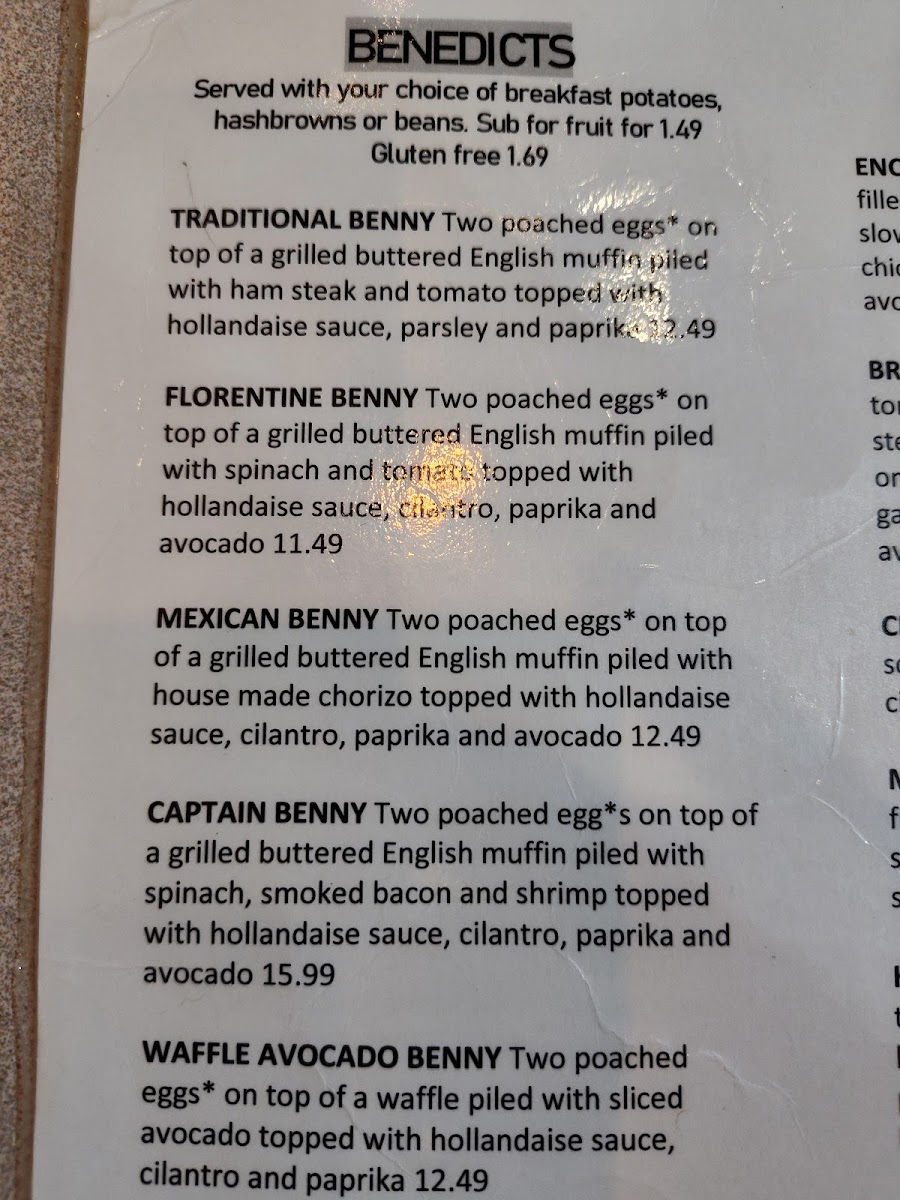 BENEDICTS
Served with your choice of breakfast potatoes,
hashbrowns or beans. Sub for fruit for 1.49
Gluten free 1.69
TRADITIONAL BENNY Two poached eggs* on
top of a grilled buttered English muffin piled
with ham steak and tomato topped with
hollandaise sauce, parsley and paprika 12.49
FLORENTINE BENNY Two poached eggs* on
top of a grilled buttered English muffin piled
with spinach and tomato topped with
hollandaise sauce, cilantro, paprika and
avocado 11.49
MEXICAN BENNY Two poached eggs* on top
of a grilled buttered English muffin piled with
house made chorizo topped with hollandaise
sauce, cilantro, paprika and avocado 12.49
CAPTAIN BENNY Two poached egg*s on top of
a grilled buttered English muffin piled with
spinach, smoked bacon and shrimp topped
with hollandaise sauce, cilantro, paprika and
avocado 15.99
WAFFLE AVOCADO BENNY Two poached
eggs* on top of a waffle piled with sliced
avocado topped with hollandaise sauce,
cilantro and paprika 12.49